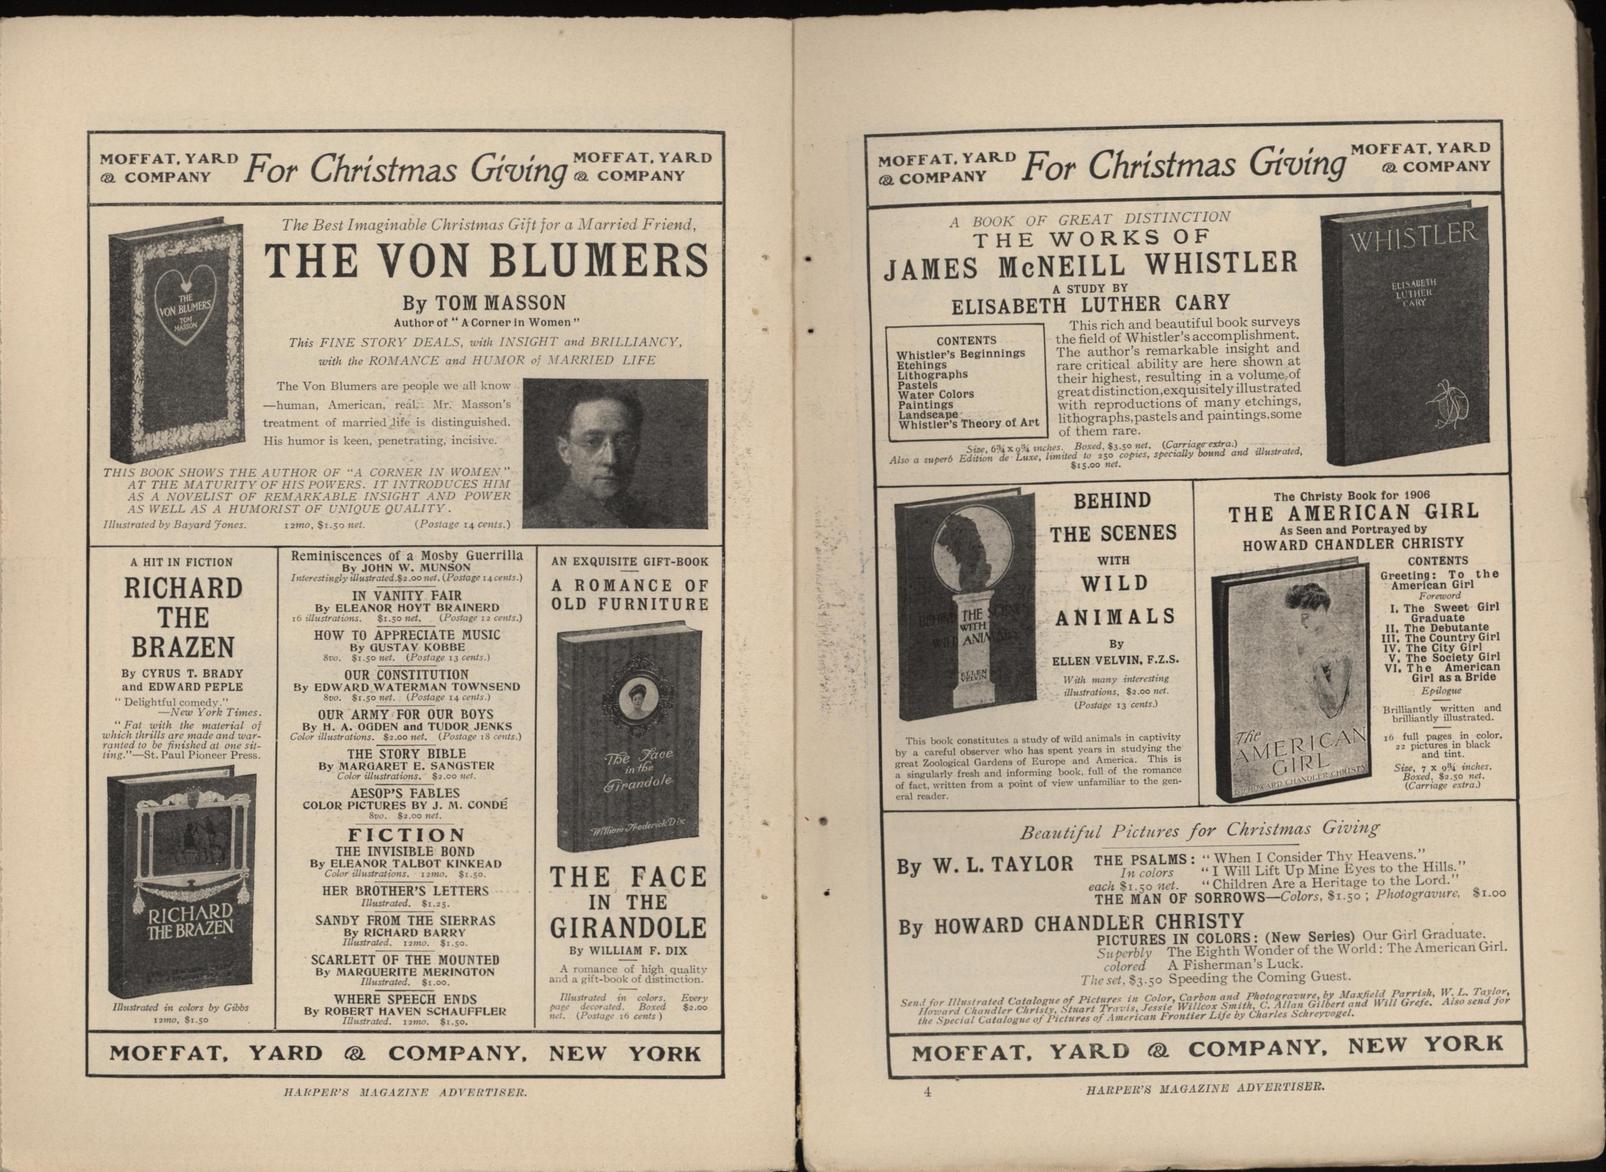 MOFFAT, YARD
& COMPANY
For Christmas Giving
MOFFAT, YARD
& COMPANY
THE
VON BLUMERS
TOM
MASSON
The Best Imaginable Christmas Gift for a Married Friend,
THE VON BLUMERS
By TOM MASSON
Author of "A Corner in Women"
This FINE STORY DEALS, with INSIGHT and BRILLIANCY,
with the ROMANCE and HUMOR of MARRIED LIFE
The Von Blumers are people we all know
—human, American, real. Mr. Masson's
treatment of married life is distinguished.
His humor is keen, penetrating, incisive.
THIS BOOK SHOWS THE AUTHOR OF "A CORNER IN WOMEN"
AT THE MATURITY OF HIS POWERS. IT INTRODUCES HIM
AS A NOVELIST OF REMARKABLE INSIGHT AND POWER
AS WELL AS A HUMORIST OF UNIQUE QUALITY.
Illustrated by Bayard Jones. 12mo, $1.50 net. (Postage 14 cents.)
A HIT IN FICTION
RICHARD
THE
BRAZEN
By CYRUS T. BRADY
and EDWARD PEPLE
"Delightful comedy."
—New York Times.
"Fat with the material of
which thrills are made and war-
ranted to be finished at one sit-
ting."—St. Paul Pioneer Press.
RICHARD
THE BRAZEN
Illustrated in colors by Gibbs
12mo, $1.50
Reminiscences of a Mosby Guerrilla
By JOHN W. MUNSON
Interestingly illustrated. $2.00 net. (Postage 14 cents.)
IN VANITY FAIR
By ELEANOR HOYT BRAINERD
16 illustrations. $1.50 net. (Postage 12 cents.)
HOW TO APPRECIATE MUSIC
By GUSTAV KOBBE
8vo. $1.50 net. (Postage 13 cents.)
OUR CONSTITUTION
By EDWARD WATERMAN TOWNSEND
8vo. $1.50 net. (Postage 14 cents.)
OUR ARMY FOR OUR BOYS
By H. A. OGDEN and TUDOR JENKS
Color illustrations. $2.00 net. (Postage 18 cents.)
THE STORY BIBLE
By MARGARET E. SANGSTER
Color illustrations. $2.00 net.
AESOP'S FABLES
COLOR PICTURES BY J. M. CONDÉ
8vo. $2.00 net.
FICTION
THE INVISIBLE BOND
By ELEANOR TALBOT KINKEAD
Color illustrations. 12mo. $1.50.
HER BROTHER'S LETTERS
Illustrated. $1.25.
SANDY FROM THE SIERRAS
By RICHARD BARRY
Illustrated. 12mo. $1.50.
SCARLETT OF THE MOUNTED
By MARGUERITE MERINGTON
Illustrated. $1.00.
WHERE SPEECH ENDS
By ROBERT HAVEN SCHAUFFLER
Illustrated. 12mo. $1.50.
AN EXQUISITE GIFT-BOOK
A ROMANCE OF
OLD FURNITURE
The Face
in the
Girandole
William Frederick Dix
THE FACE
IN THE
GIRANDOLE
By WILLIAM F. DIX
A romance of high quality
and a gift-book of distinction.
Illustrated in colors. Every
page decorated. Boxed $2.00
net. (Postage 16 cents)
MOFFAT, YARD & COMPANY, NEW YORK
HARPER'S MAGAZINE ADVERTISER.
MOFFAT, YARD
& COMPANY
For Christmas Giving
MOFFAT, YARD
& COMPANY
A BOOK OF GREAT DISTINCTION
THE WORKS OF
JAMES McNEILL WHISTLER
A STUDY BY
ELISABETH LUTHER CARY
CONTENTS
Whistler's Beginnings
Etchings
Lithographs
Pastels
Water Colors
Paintings
Landscape
Whistler's Theory of Art
This rich and beautiful book surveys
the field of Whistler's accomplishment.
The author's remarkable insight and
rare critical ability are here shown at
their highest, resulting in a volume of
great distinction, exquisitely illustrated
with reproductions of many etchings,
lithographs, pastels and paintings, some
of them rare.
Size, 6¾ x 9¾ inches. Boxed, $3.50 net. (Carriage extra.)
Also a superb Edition de Luxe, limited to 250 copies, specially bound and illustrated,
$15.00 net.
WHISTLER
ELISABETH
LUTHER
CARY
BEHIND THE SCENES
WITH
WILD ANIMALS
ELLEN
VELVIN
BEHIND
THE SCENES
WITH
WILD
ANIMALS
By
ELLEN VELVIN, F.Z.S.
With many interesting
illustrations, $2.00 net.
(Postage 13 cents.)
This book constitutes a study of wild animals in captivity
by a careful observer who has spent years in studying the
great Zoological Gardens of Europe and America. This is
a singularly fresh and informing book, full of the romance
of fact, written from a point of view unfamiliar to the gen-
eral reader.
The Christy Book for 1906
THE AMERICAN GIRL
As Seen and Portrayed by
HOWARD CHANDLER CHRISTY
The
AMERICAN
GIRL
BY HOWARD CHANDLER CHRISTY
CONTENTS
Greeting: To the
American Girl
Foreword
I. The Sweet Girl
Graduate
II. The Debutante
III. The Country Girl
IV. The City Girl
V. The Society Girl
VI. The American
Girl as a Bride
Epilogue
Brilliantly written and
brilliantly illustrated.
16 full pages in color,
22 pictures in black
and tint.
Size, 7 x 9¾ inches.
Boxed, $2.50 net.
(Carriage extra.)
Beautiful Pictures for Christmas Giving
By W. L. TAYLOR
THE PSALMS: "When I Consider Thy Heavens."
In colors "I Will Lift Up Mine Eyes to the Hills."
each $1.50 net. "Children Are a Heritage to the Lord."
THE MAN OF SORROWS—Colors, $1.50; Photogravure, $1.00
By HOWARD CHANDLER CHRISTY
PICTURES IN COLORS: (New Series) Our Girl Graduate.
Superbly The Eighth Wonder of the World: The American Girl.
colored A Fisherman's Luck.
The set, $3.50 Speeding the Coming Guest.
Send for Illustrated Catalogue of Pictures in Color, Carbon and Photogravure, by Maxfield Parrish, W. L. Taylor,
Howard Chandler Christy, Stuart Travis, Jessie Willcox Smith, C. Allan Gilbert and Will Grefe. Also send for
the Special Catalogue of Pictures of American Frontier Life by Charles Schreyvogel.
MOFFAT, YARD & COMPANY, NEW YORK
4
HARPER'S MAGAZINE ADVERTISER.